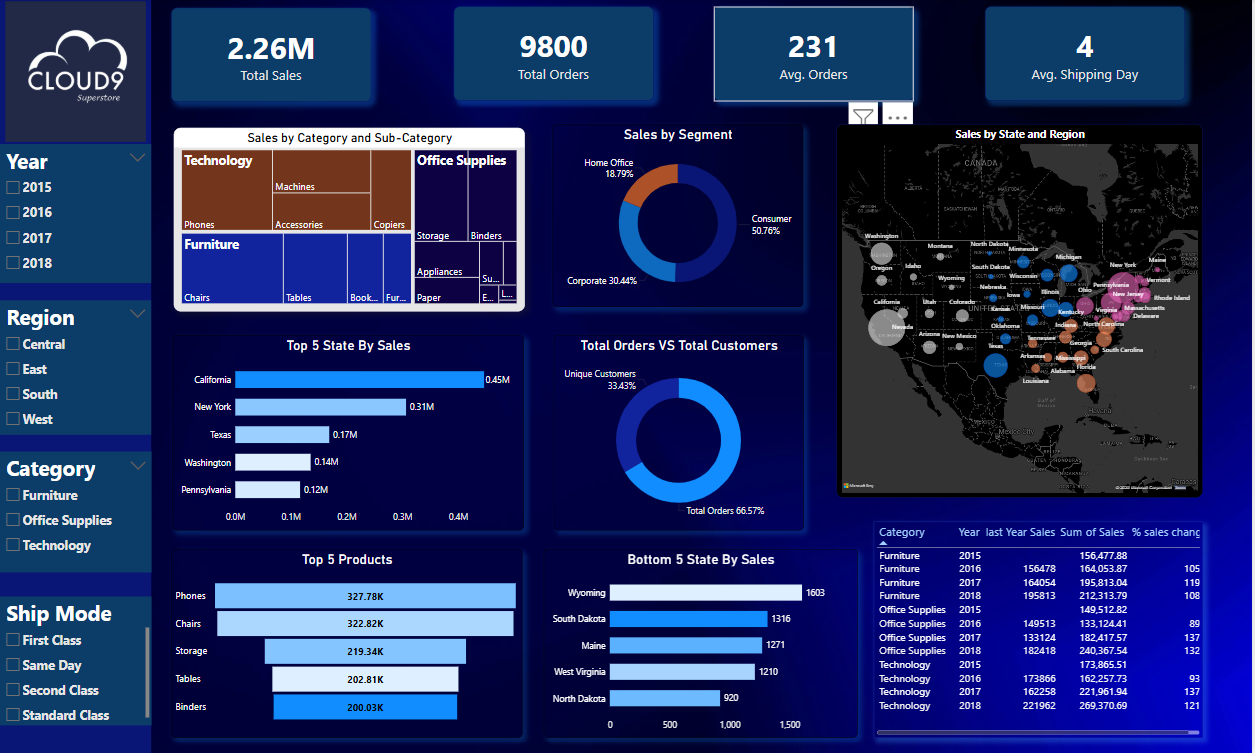 CLOUD9
Superstore
2.26M
Total Sales
9800
Total Orders
231
Avg. Orders
4
Avg. Shipping Day
Year
2015
2016
2017
2018
Region
Central
East
South
West
Category
Furniture
Office Supplies
Technology
Ship Mode
First Class
Same Day
Second Class
Standard Class
Sales by Category and Sub-Category
Technology
Phones
Machines
Accessories
Copiers
Furniture
Chairs
Tables
Book...
Fur...
Office Supplies
Storage
Binders
Appliances
Paper
Su...
E...
L...
Sales by Segment
Home Office
18.79%
Consumer
50.76%
Corporate 30.44%
Sales by State and Region
CANADA
ALBERTA
SASKATCHEWAN
MANITOBA
ONTARIO
Washington
Montana
North Dakota
Minnesota
Michigan
New York
Maine
Oregon
Idaho
South Dakota
Wisconsin
Vermont
Wyoming
Nebraska
Iowa
Illinois
Ohio
Pennsylvania
New Jersey
Rhode Island
California
Utah
Colorado
Kansas
Missouri
Kentucky
Virginia
Massachusetts
Delaware
Nevada
Arizona
New Mexico
Oklahoma
Indiana
North Carolina
Tennessee
Georgia
South Carolina
Texas
Arkansas
Mississippi
Alabama
Florida
Louisiana
Gulf of
Mexico
Havana
Mexico City
Caracas
Microsoft Bing
Top 5 State By Sales
California 0.45M
New York 0.31M
Texas 0.17M
Washington 0.14M
Pennsylvania 0.12M
0.0M 0.1M 0.2M 0.3M 0.4M
Total Orders VS Total Customers
Unique Customers
33.43%
Total Orders 66.57%
Top 5 Products
Phones 327.78K
Chairs 322.82K
Storage 219.34K
Tables 202.81K
Binders 200.03K
Bottom 5 State By Sales
Wyoming 1603
South Dakota 1316
Maine 1271
West Virginia 1210
North Dakota 920
0 500 1,000 1,500
Category Year last Year Sales Sum of Sales % sales chang
Furniture 2015 156,477.88
Furniture 2016 156478 164,053.87 105
Furniture 2017 164054 195,813.04 119
Furniture 2018 195813 212,313.79 108
Office Supplies 2015 149,512.82
Office Supplies 2016 149513 133,124.41 89
Office Supplies 2017 133124 182,417.57 137
Office Supplies 2018 182418 240,367.54 132
Technology 2015 173,865.51
Technology 2016 173866 162,257.73 93
Technology 2017 162258 221,961.94 137
Technology 2018 221962 269,370.69 121